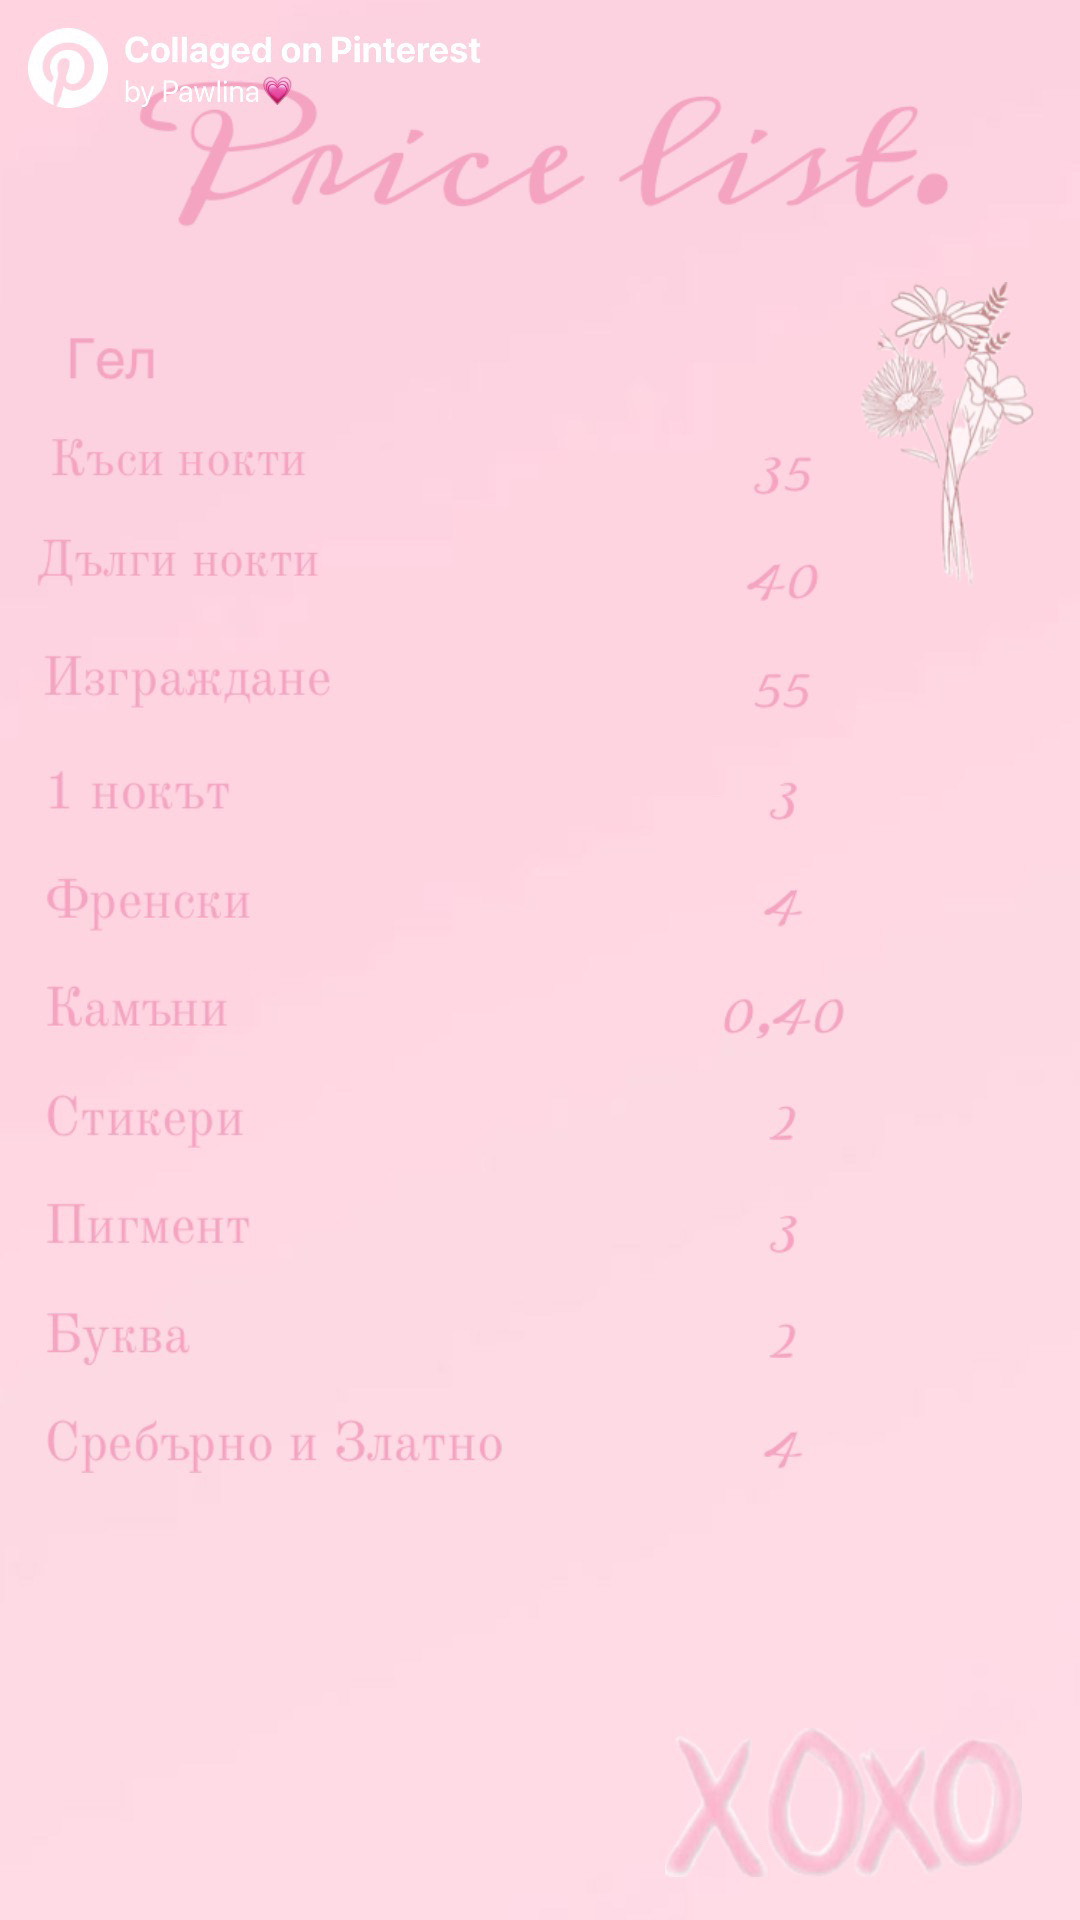 Collaged on Pinterest
by Pawlina💗
Price list.
Гел
Къси нокти 35
Дълги нокти 40
Изграждане 55
1 нокът 3
Френски 4
Камъни 0,40
Стикери 2
Пигмент 3
Буква 2
Сребърно и Златно 4
XOXO